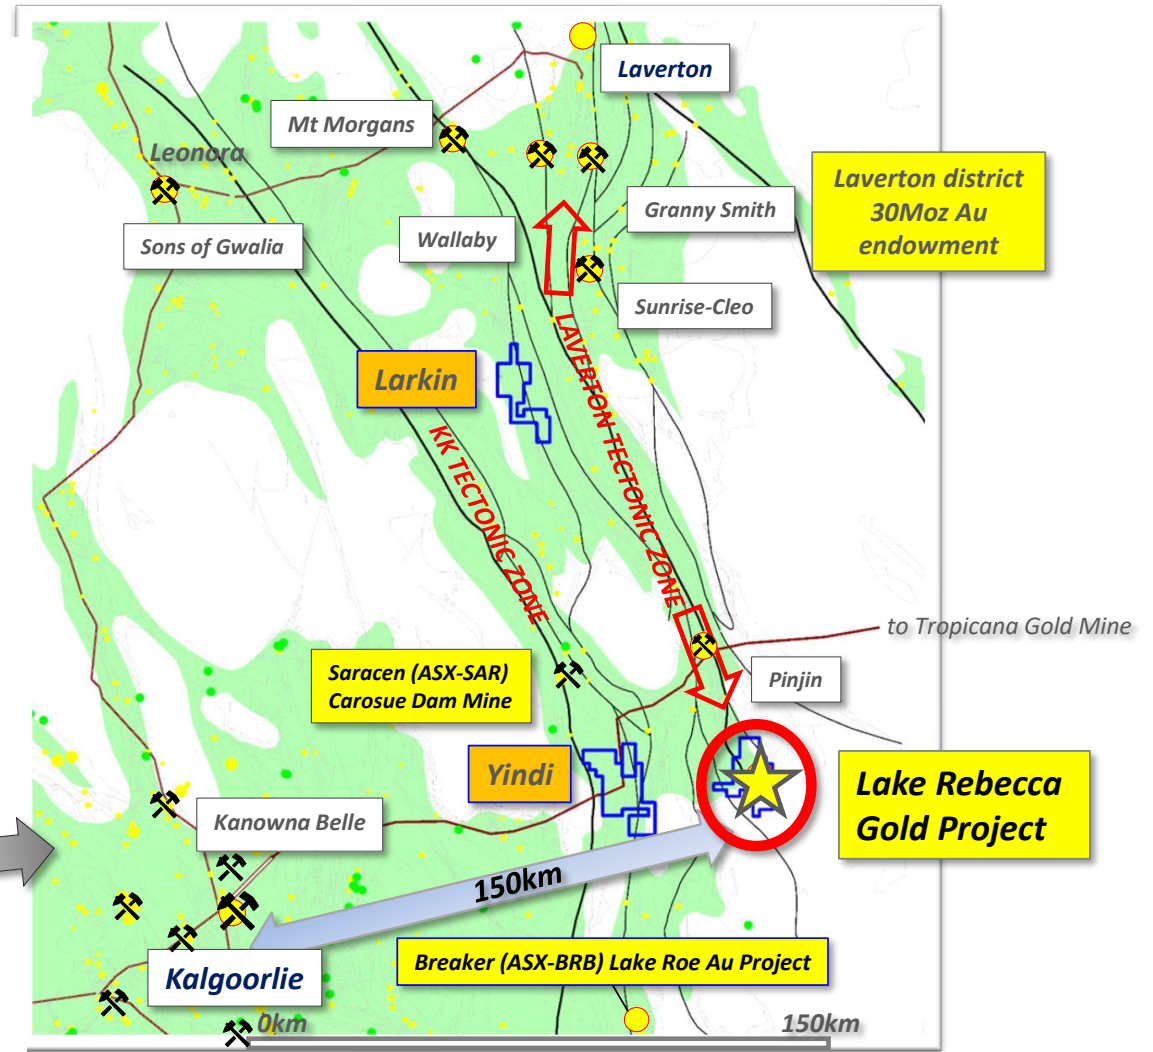 Laverton
Mt Morgans
Leonora
Laverton district
30Moz Au
endowment
Granny Smith
Wallaby
Sons of Gwalia
Sunrise-Cleo
LAVERTON TECTONIC ZONE
Larkin
KK TECTONIC ZONE
to Tropicana Gold Mine
Saracen (ASX-SAR)
Carosue Dam Mine
Pinjin
Yindi
Lake Rebecca
Gold Project
Kanowna Belle
150km
Breaker (ASX-BRB) Lake Roe Au Project
Kalgoorlie
0km
150km